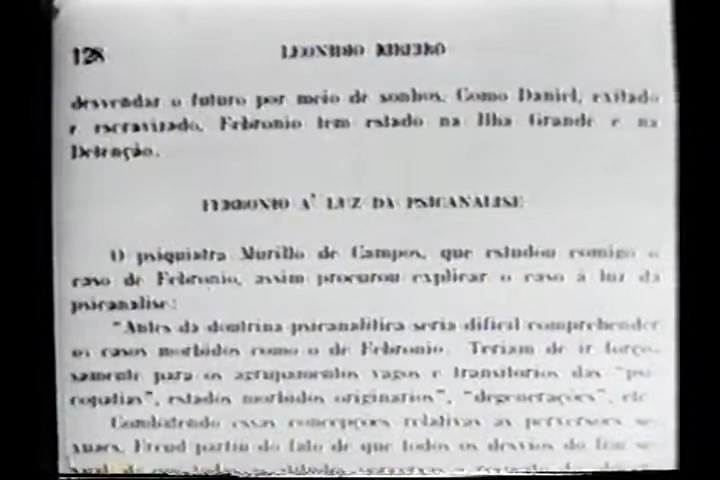 128 LEONIDIO RIBEIRO
desvendar o futuro por meio de sonhos. Como Daniel, exilado
e escravizado, Febronio tem estado na Ilha Grande e na
Detenção.
FEBRONIO A' LUZ DA PSICANALISE
O psiquiatra Murillo de Campos, que estudou comigo o
caso de Febronio, assim procurou explicar o caso á luz da
psicanalise:
"Antes da doutrina psicanalitica seria dificil comprehender
os casos morbidos como o de Febronio. Teriam de ir forço-
samente para os agrupamentos vagos e transitorios das "psi-
copatias", estados morbidos originarios", "degenerações", etc.
Combatendo essas concepções relativas as perversões se-
xuaes, Freud partiu do fato de que todos os desvios do fim se-
xual